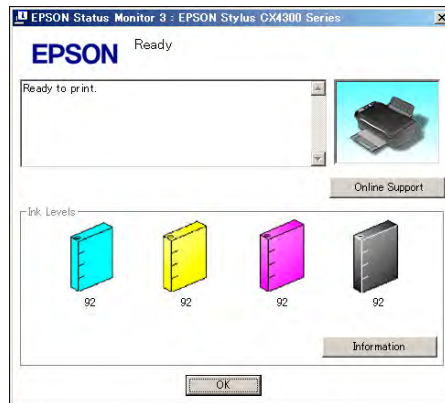 EPSON Status Monitor 3 : EPSON Stylus CX4300 Series
EPSON
Ready
Ready to print.
Online Support
Ink Levels
92 92 92 92
Information
OK